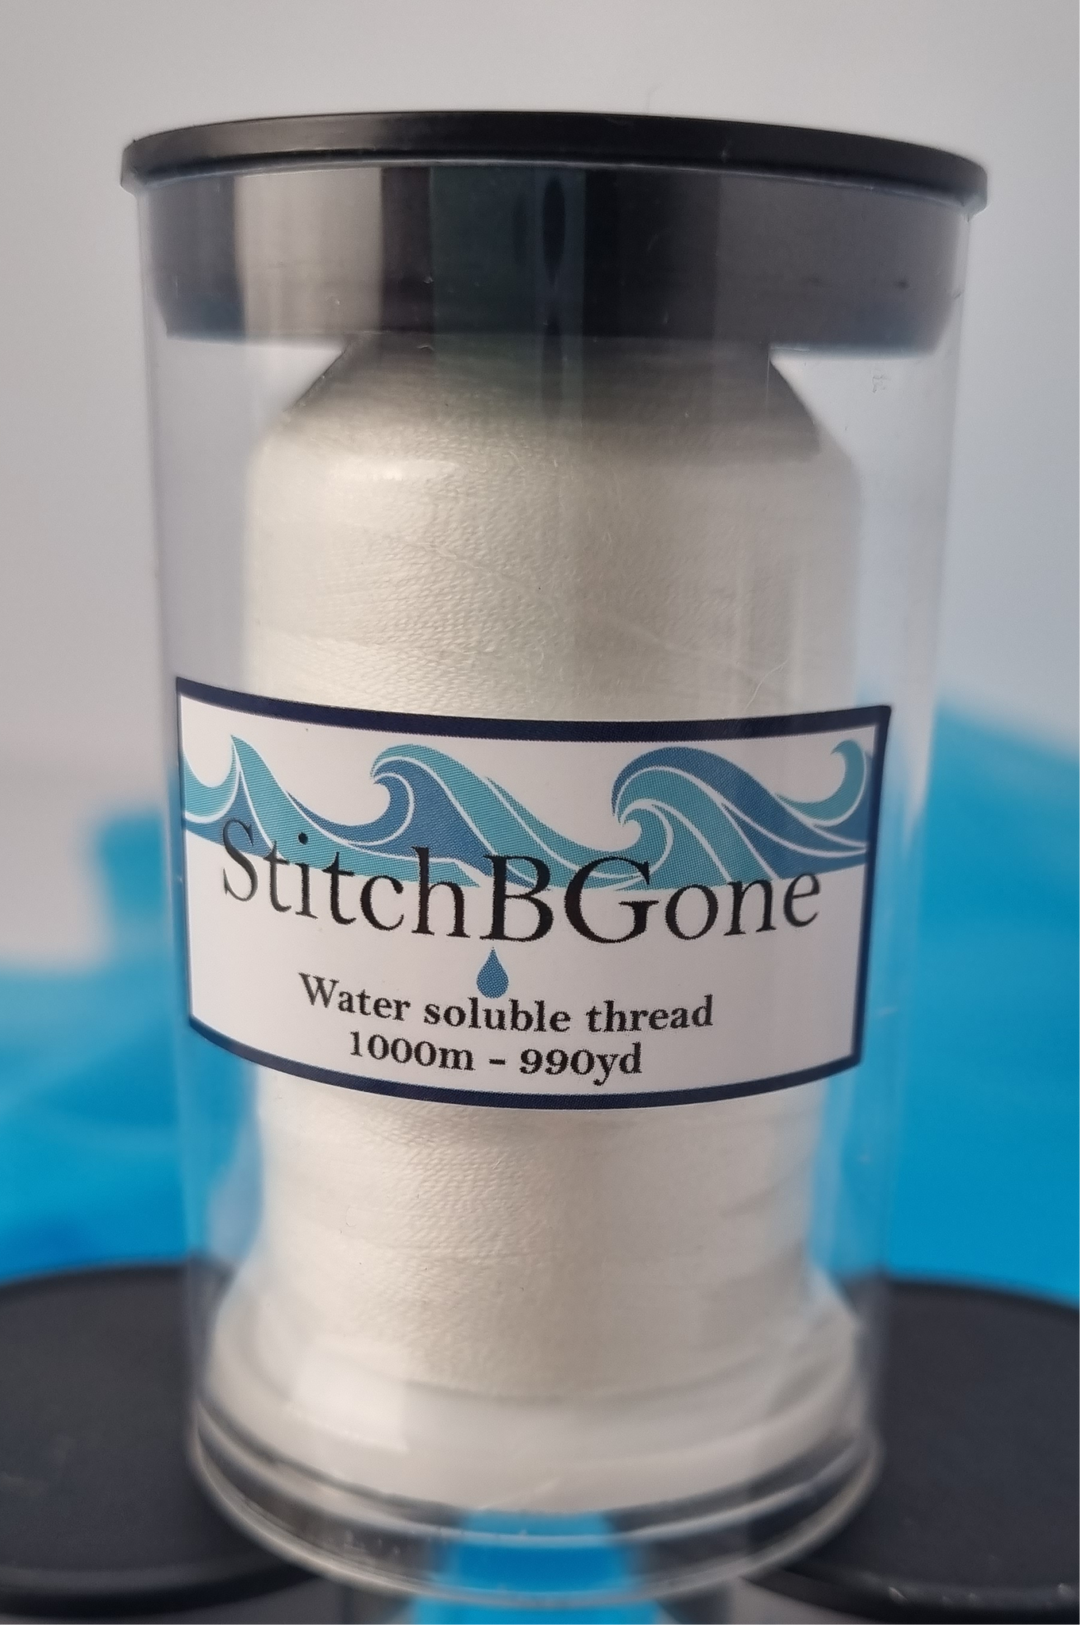 StitchBGone
Water soluble thread
1000m - 990yd